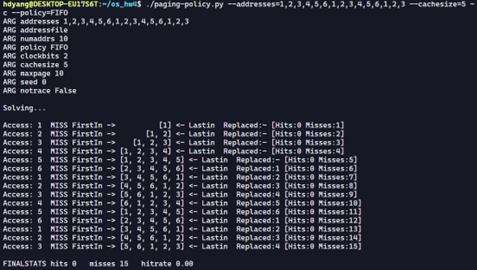 hdyang@DESKTOP-EU17S6T:~/os_hw4$ ./paging-policy.py --addresses=1,2,3,4,5,6,1,2,3,4,5,6,1,2,3 --cachesize=5 -
c --policy=FIFO
ARG addresses 1,2,3,4,5,6,1,2,3,4,5,6,1,2,3
ARG addressfile
ARG numaddrs 10
ARG policy FIFO
ARG clockbits 2
ARG cachesize 5
ARG maxpage 10
ARG seed 0
ARG notrace False
Solving...
Access: 1 MISS FirstIn -> [1] <- Lastin Replaced:- [Hits:0 Misses:1]
Access: 2 MISS FirstIn -> [1, 2] <- Lastin Replaced:- [Hits:0 Misses:2]
Access: 3 MISS FirstIn -> [1, 2, 3] <- Lastin Replaced:- [Hits:0 Misses:3]
Access: 4 MISS FirstIn -> [1, 2, 3, 4] <- Lastin Replaced:- [Hits:0 Misses:4]
Access: 5 MISS FirstIn -> [1, 2, 3, 4, 5] <- Lastin Replaced:- [Hits:0 Misses:5]
Access: 6 MISS FirstIn -> [2, 3, 4, 5, 6] <- Lastin Replaced:1 [Hits:0 Misses:6]
Access: 1 MISS FirstIn -> [3, 4, 5, 6, 1] <- Lastin Replaced:2 [Hits:0 Misses:7]
Access: 2 MISS FirstIn -> [4, 5, 6, 1, 2] <- Lastin Replaced:3 [Hits:0 Misses:8]
Access: 3 MISS FirstIn -> [5, 6, 1, 2, 3] <- Lastin Replaced:4 [Hits:0 Misses:9]
Access: 4 MISS FirstIn -> [6, 1, 2, 3, 4] <- Lastin Replaced:5 [Hits:0 Misses:10]
Access: 5 MISS FirstIn -> [1, 2, 3, 4, 5] <- Lastin Replaced:6 [Hits:0 Misses:11]
Access: 6 MISS FirstIn -> [2, 3, 4, 5, 6] <- Lastin Replaced:1 [Hits:0 Misses:12]
Access: 1 MISS FirstIn -> [3, 4, 5, 6, 1] <- Lastin Replaced:2 [Hits:0 Misses:13]
Access: 2 MISS FirstIn -> [4, 5, 6, 1, 2] <- Lastin Replaced:3 [Hits:0 Misses:14]
Access: 3 MISS FirstIn -> [5, 6, 1, 2, 3] <- Lastin Replaced:4 [Hits:0 Misses:15]
FINALSTATS hits 0 misses 15 hitrate 0.00